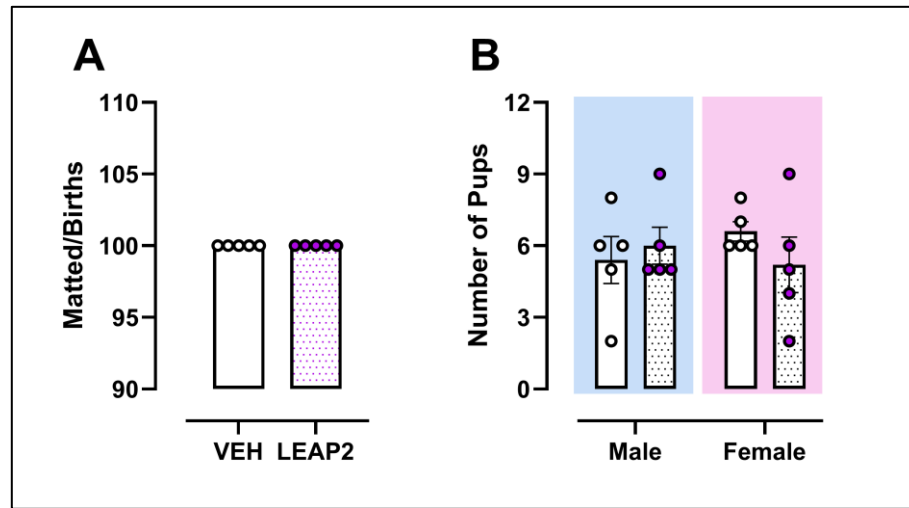 A
Matted/Births
110
105
100
95
90
VEH LEAP2
B
Number of Pups
12
9
6
3
0
Male Female